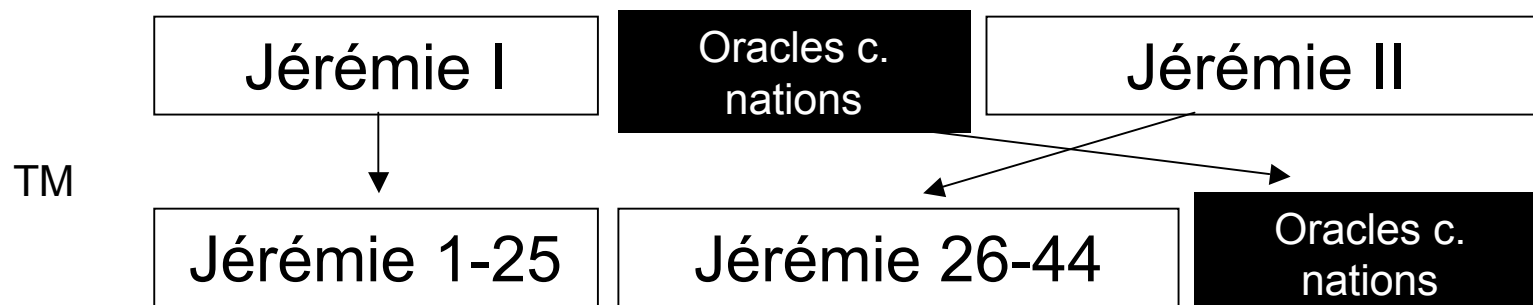 Jérémie I
Oracles c.
nations
Jérémie II
TM
Jérémie 1-25
Jérémie 26-44
Oracles c.
nations